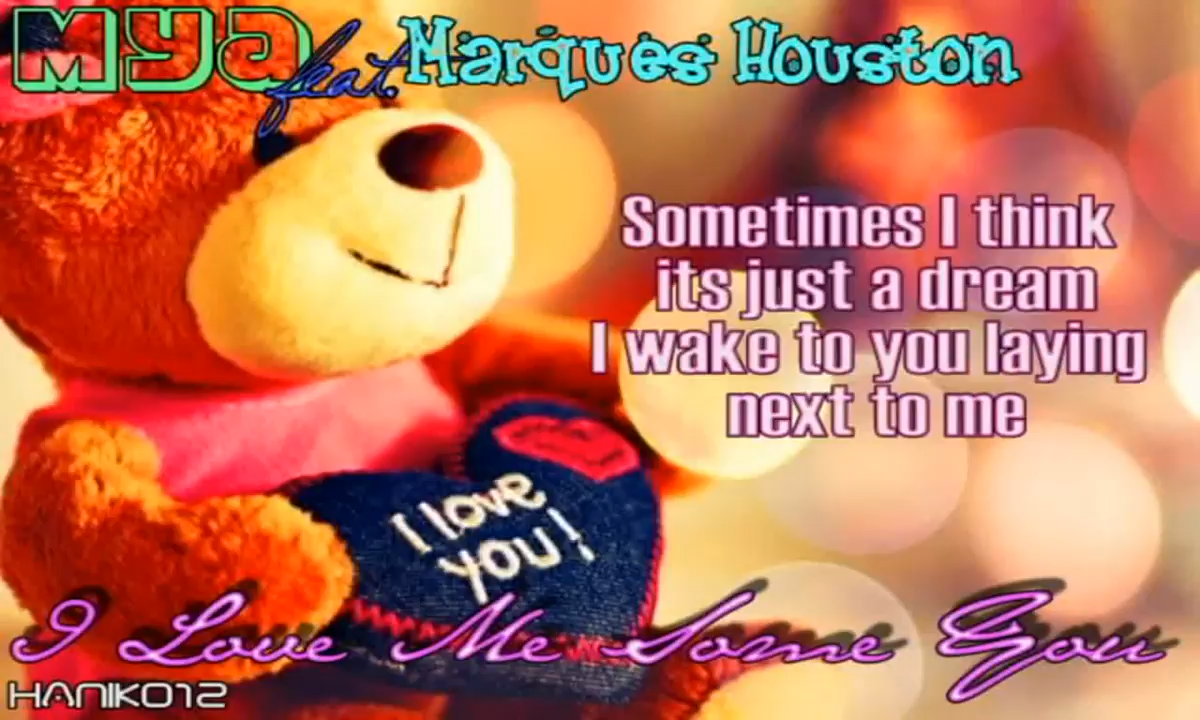 MYA feat. Marques Houston
Sometimes I think
its just a dream
I wake to you laying
next to me
I love
you!
I Love Me Some You
HANIKO12